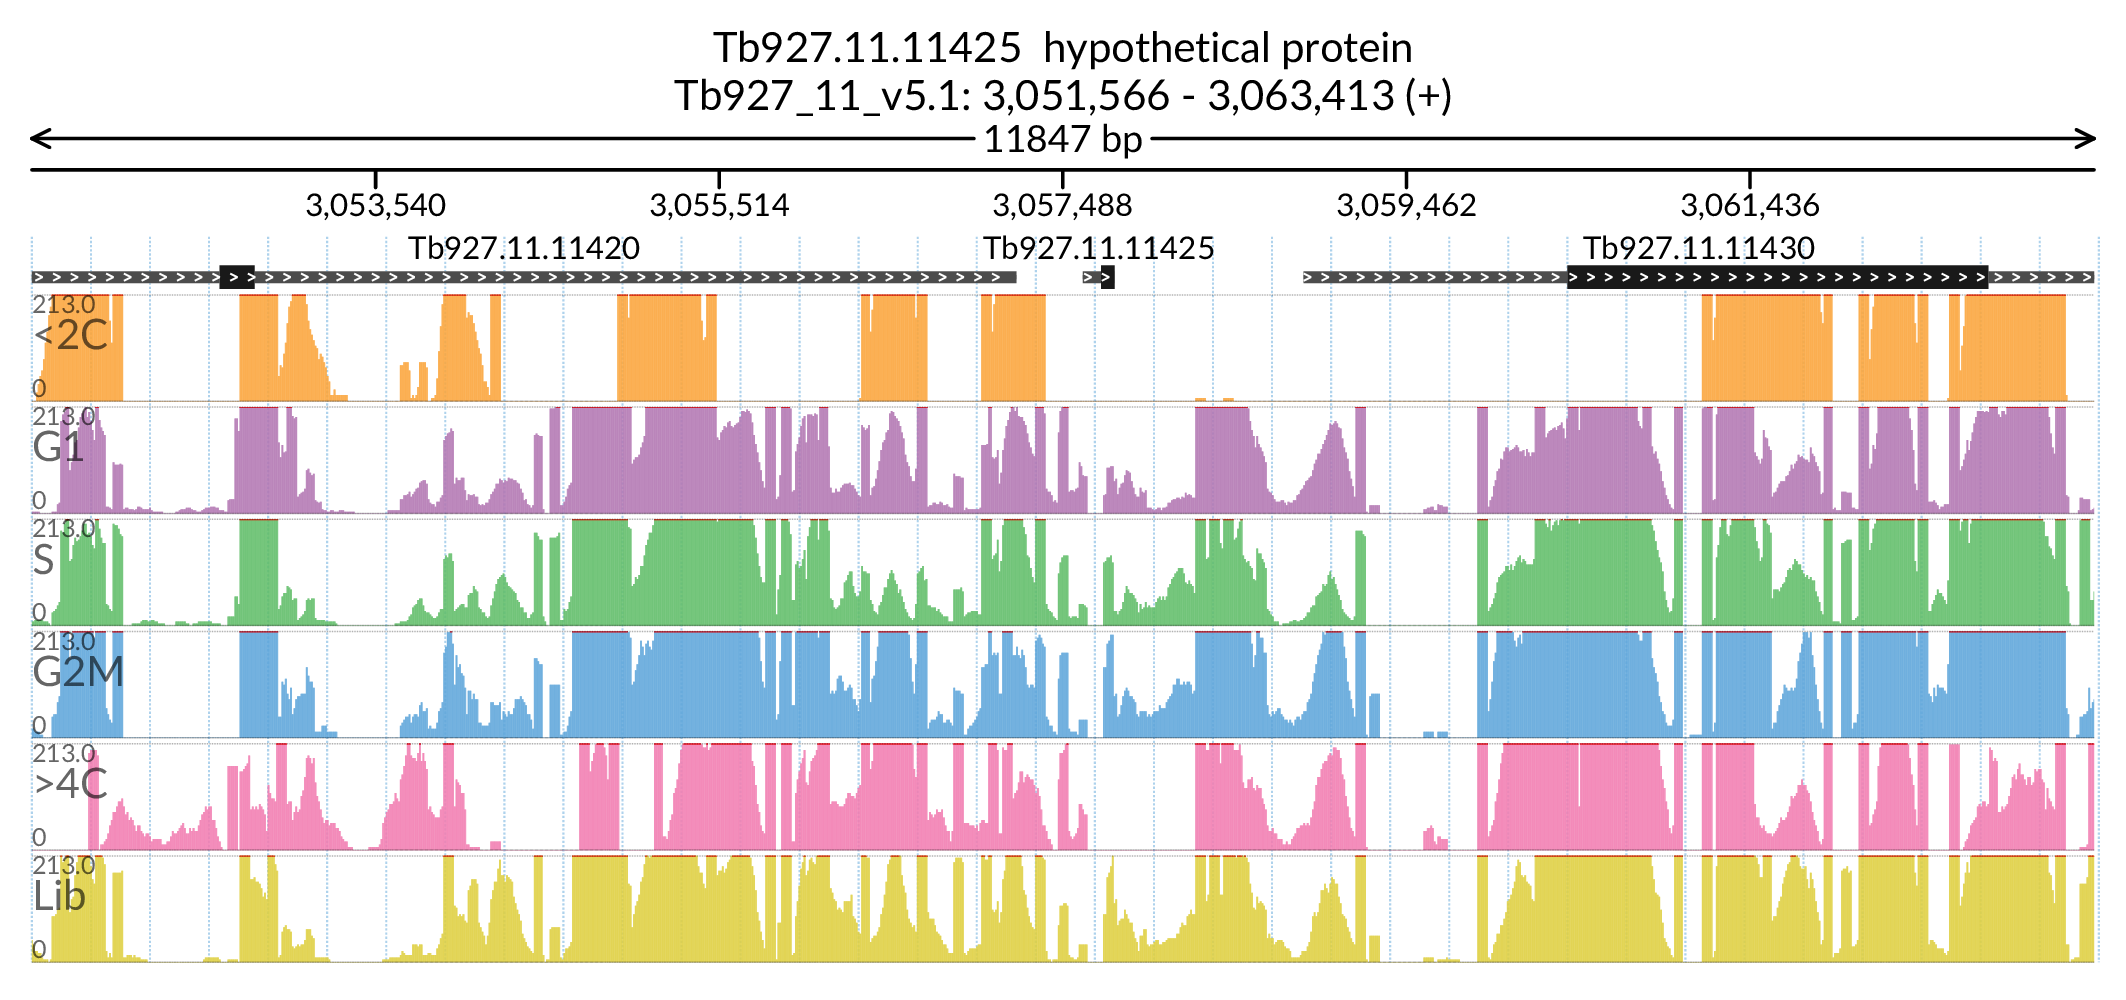 Tb927.11.11425  hypothetical protein
Tb927_11_v5.1: 3,051,566 - 3,063,413 (+)
11847 bp
3,053,540 3,055,514 3,057,488 3,059,462 3,061,436
Tb927.11.11420 Tb927.11.11425 Tb927.11.11430
213.0
<2C
0
213.0
G1
0
213.0
S
0
213.0
G2M
0
213.0
>4C
0
213.0
Lib
0